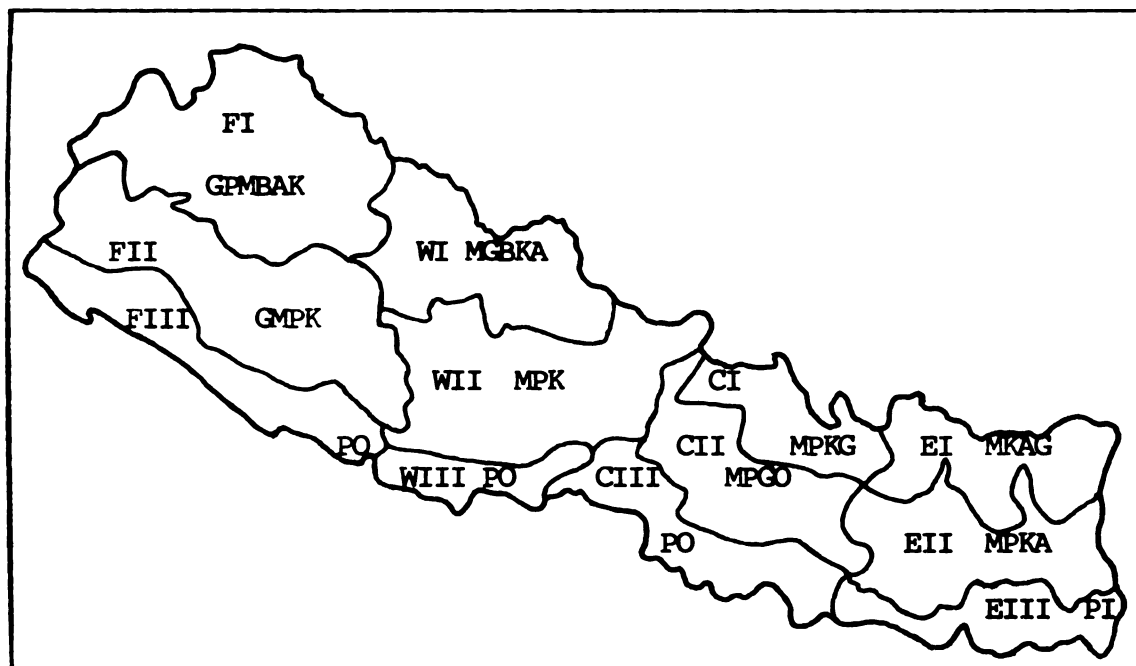 FI
GPMBAK
FII
WI MGBKA
FIII
GMPK
WII MPK
CI
PO
CII
MPKG
EI MKAG
WIII PO
CIII
MPGO
PO
EII MPKA
EIII PI